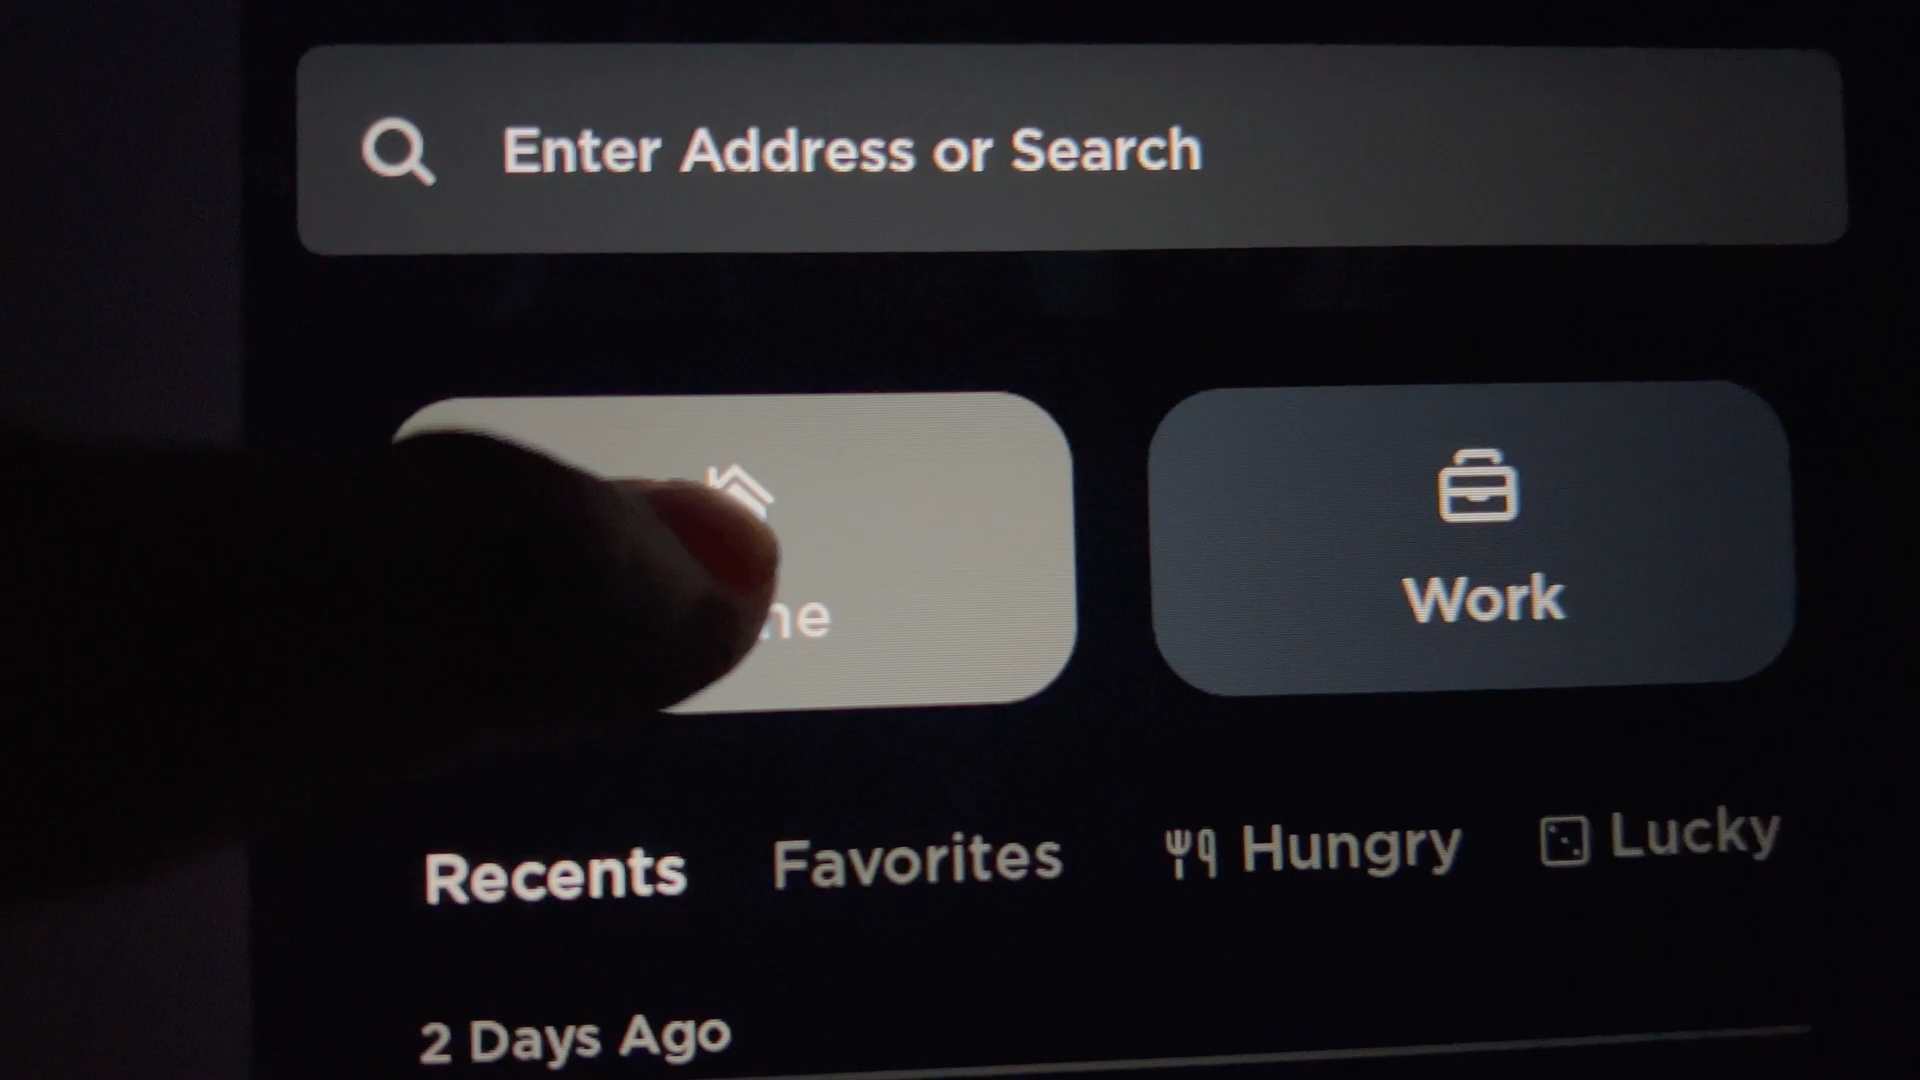 Enter Address or Search
Work
Recents Favorites Hungry Lucky
2 Days Ago